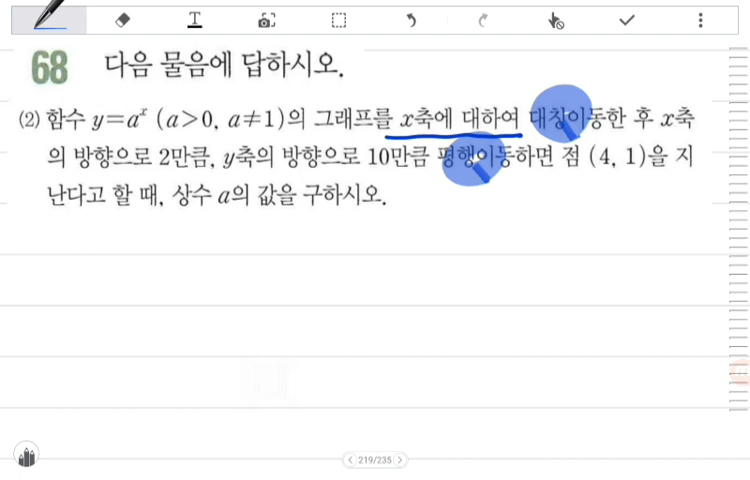 T
68 다음 물음에 답하시오.
(2) 함수 y=aˣ (a>0, a≠1)의 그래프를 x축에 대하여 대칭이동한 후 x축
의 방향으로 2만큼, y축의 방향으로 10만큼 평행이동하면 점 (4, 1)을 지
난다고 할 때, 상수 a의 값을 구하시오.
219/235